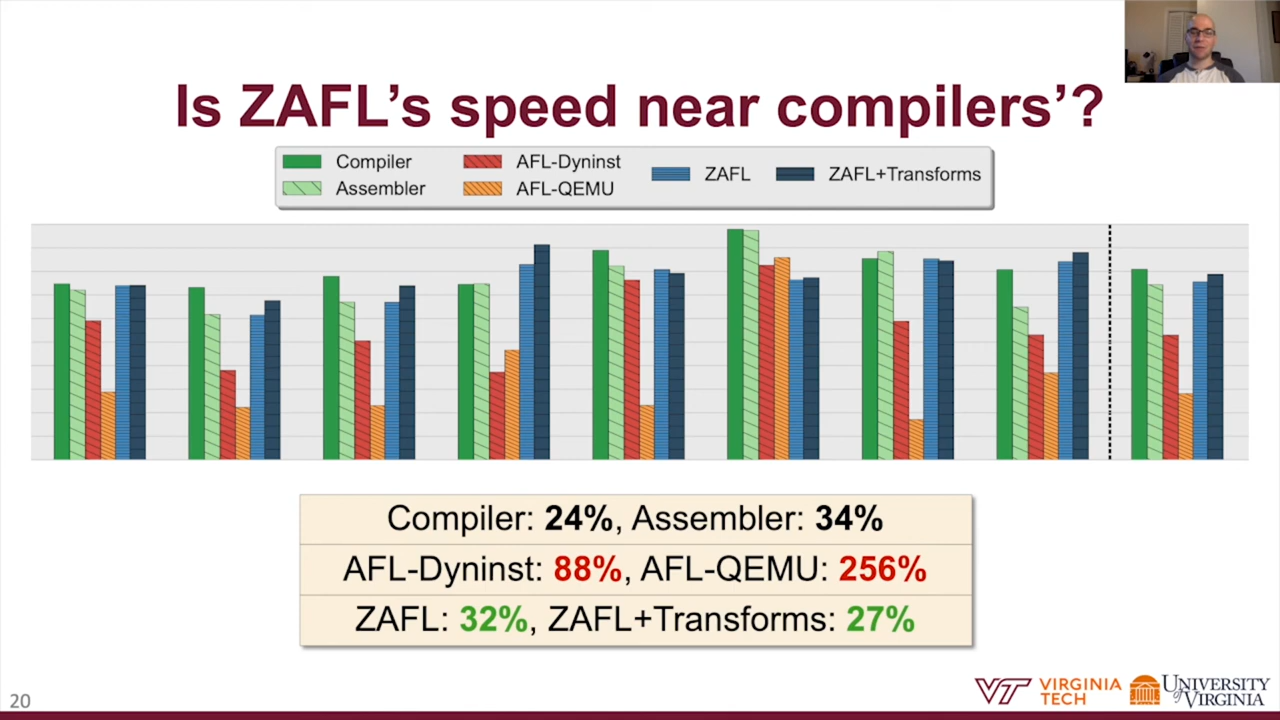 Is ZAFL’s speed near compilers’?
Compiler
Assembler
AFL-Dyninst
AFL-QEMU
ZAFL
ZAFL+Transforms
Compiler: 24%, Assembler: 34%
AFL-Dyninst: 88%, AFL-QEMU: 256%
ZAFL: 32%, ZAFL+Transforms: 27%
20
VT VIRGINIA TECH
UNIVERSITY of VIRGINIA